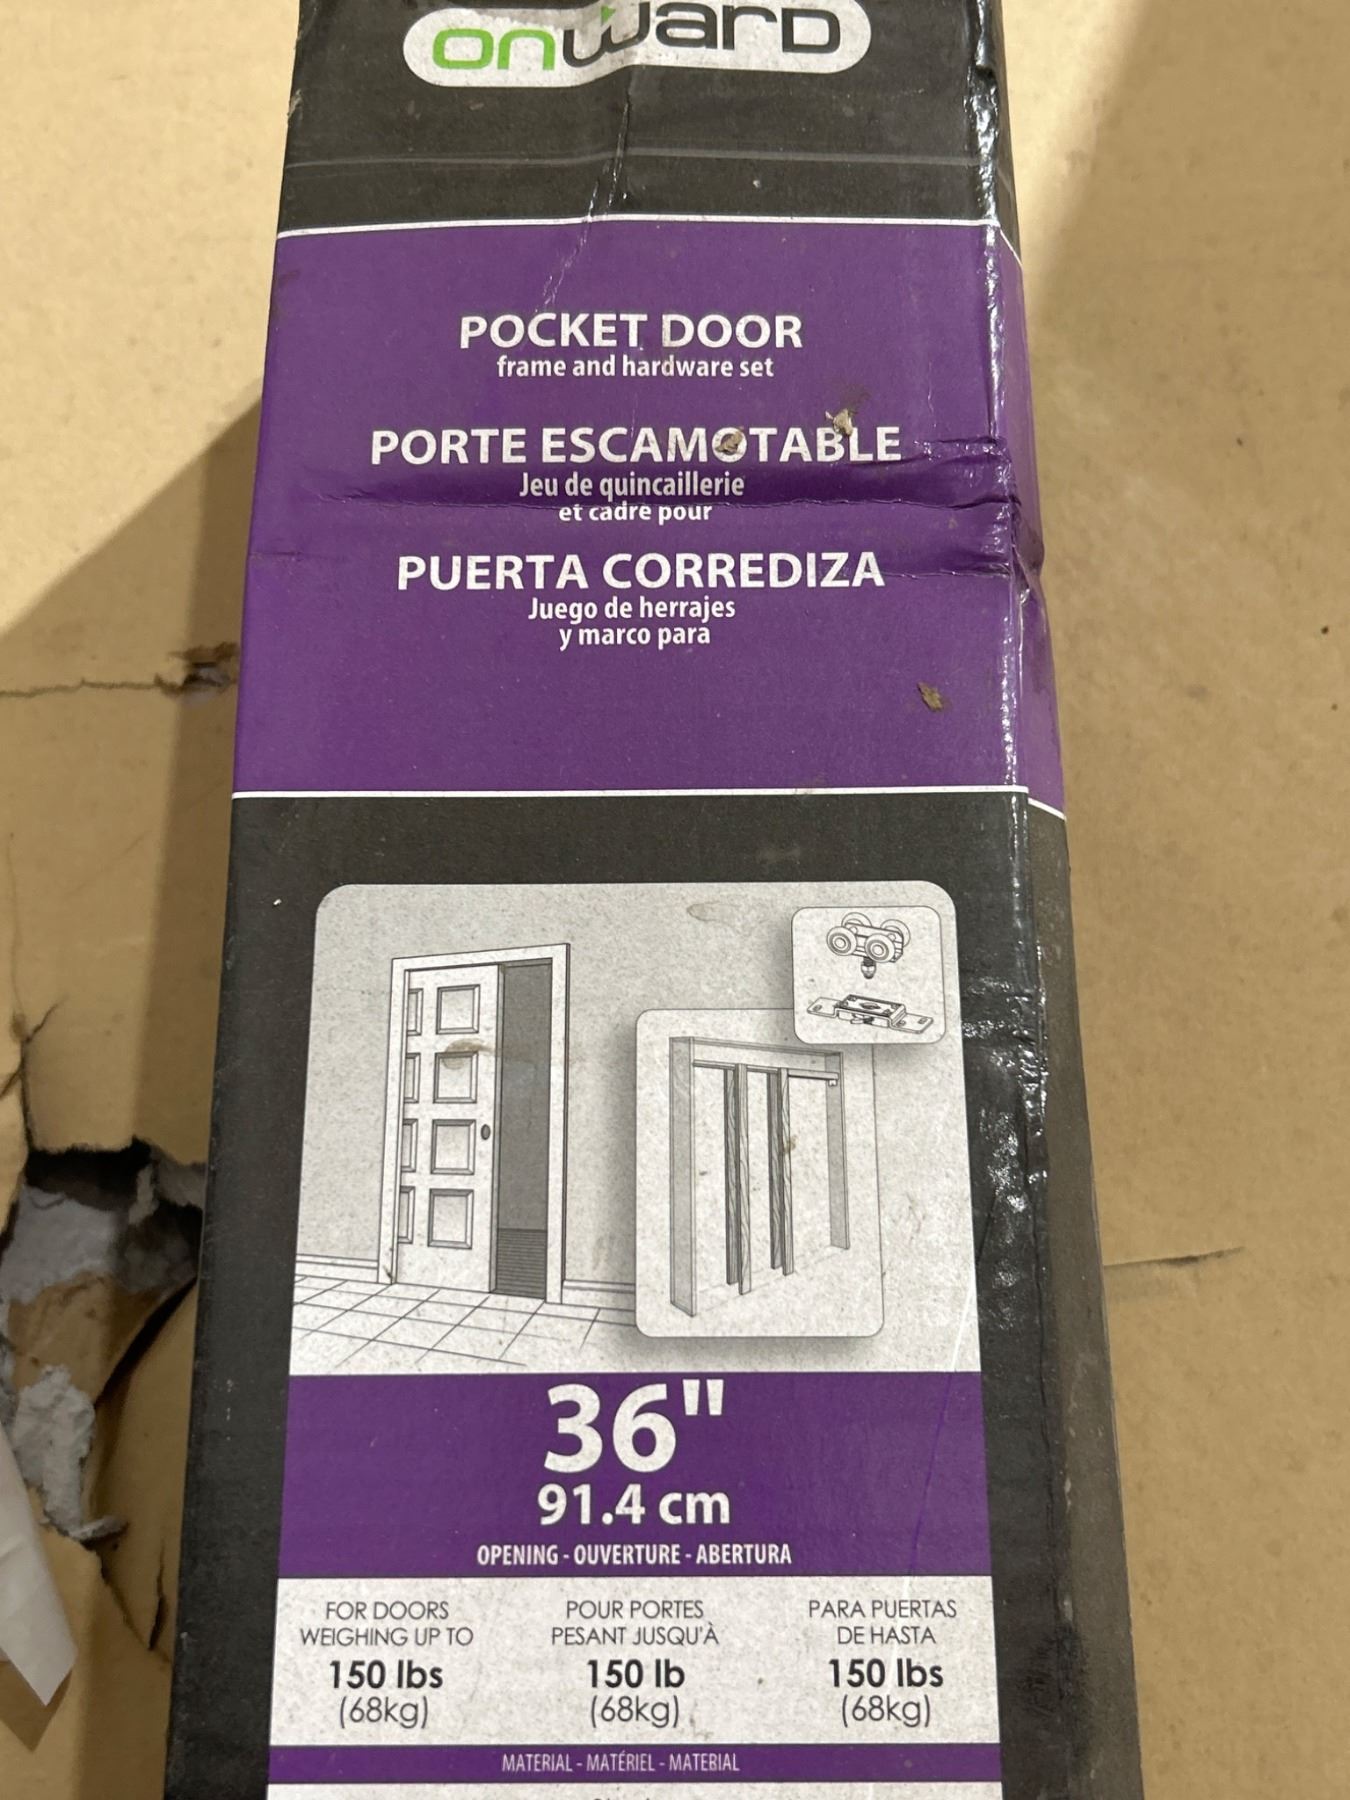 onward
POCKET DOOR
frame and hardware set
PORTE ESCAMOTABLE
Jeu de quincaillerie
et cadre pour
PUERTA CORREDIZA
Juego de herrajes
y marco para
36"
91.4 cm
OPENING - OUVERTURE - ABERTURA
FOR DOORS
WEIGHING UP TO
150 lbs
(68kg)
POUR PORTES
PESANT JUSQU'À
150 lb
(68kg)
PARA PUERTAS
DE HASTA
150 lbs
(68kg)
MATERIAL - MATÉRIEL - MATERIAL